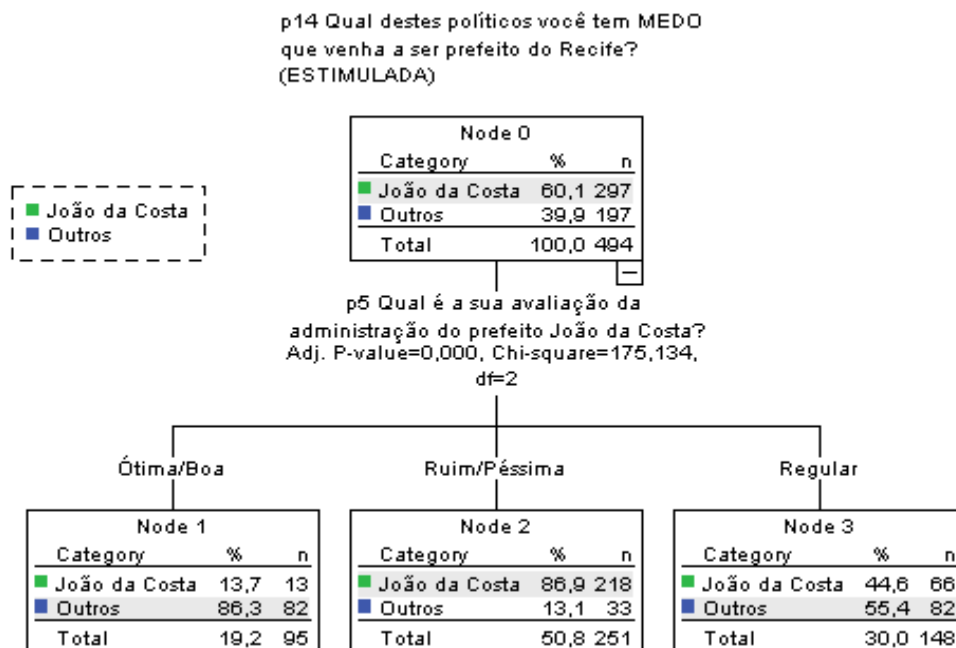 p14 Qual destes políticos você tem MEDO
que venha a ser prefeito do Recife?
(ESTIMULADA)
João da Costa
Outros
Node 0
Category % n
João da Costa 60,1 297
Outros 39,9 197
Total 100,0 494
p5 Qual é a sua avaliação da
administração do prefeito João da Costa?
Adj. P-value=0,000, Chi-square=175,134,
df=2
Ótima/Boa
Ruim/Péssima
Regular
Node 1
Category % n
João da Costa 13,7 13
Outros 86,3 82
Total 19,2 95
Node 2
Category % n
João da Costa 86,9 218
Outros 13,1 33
Total 50,8 251
Node 3
Category % n
João da Costa 44,6 66
Outros 55,4 82
Total 30,0 148